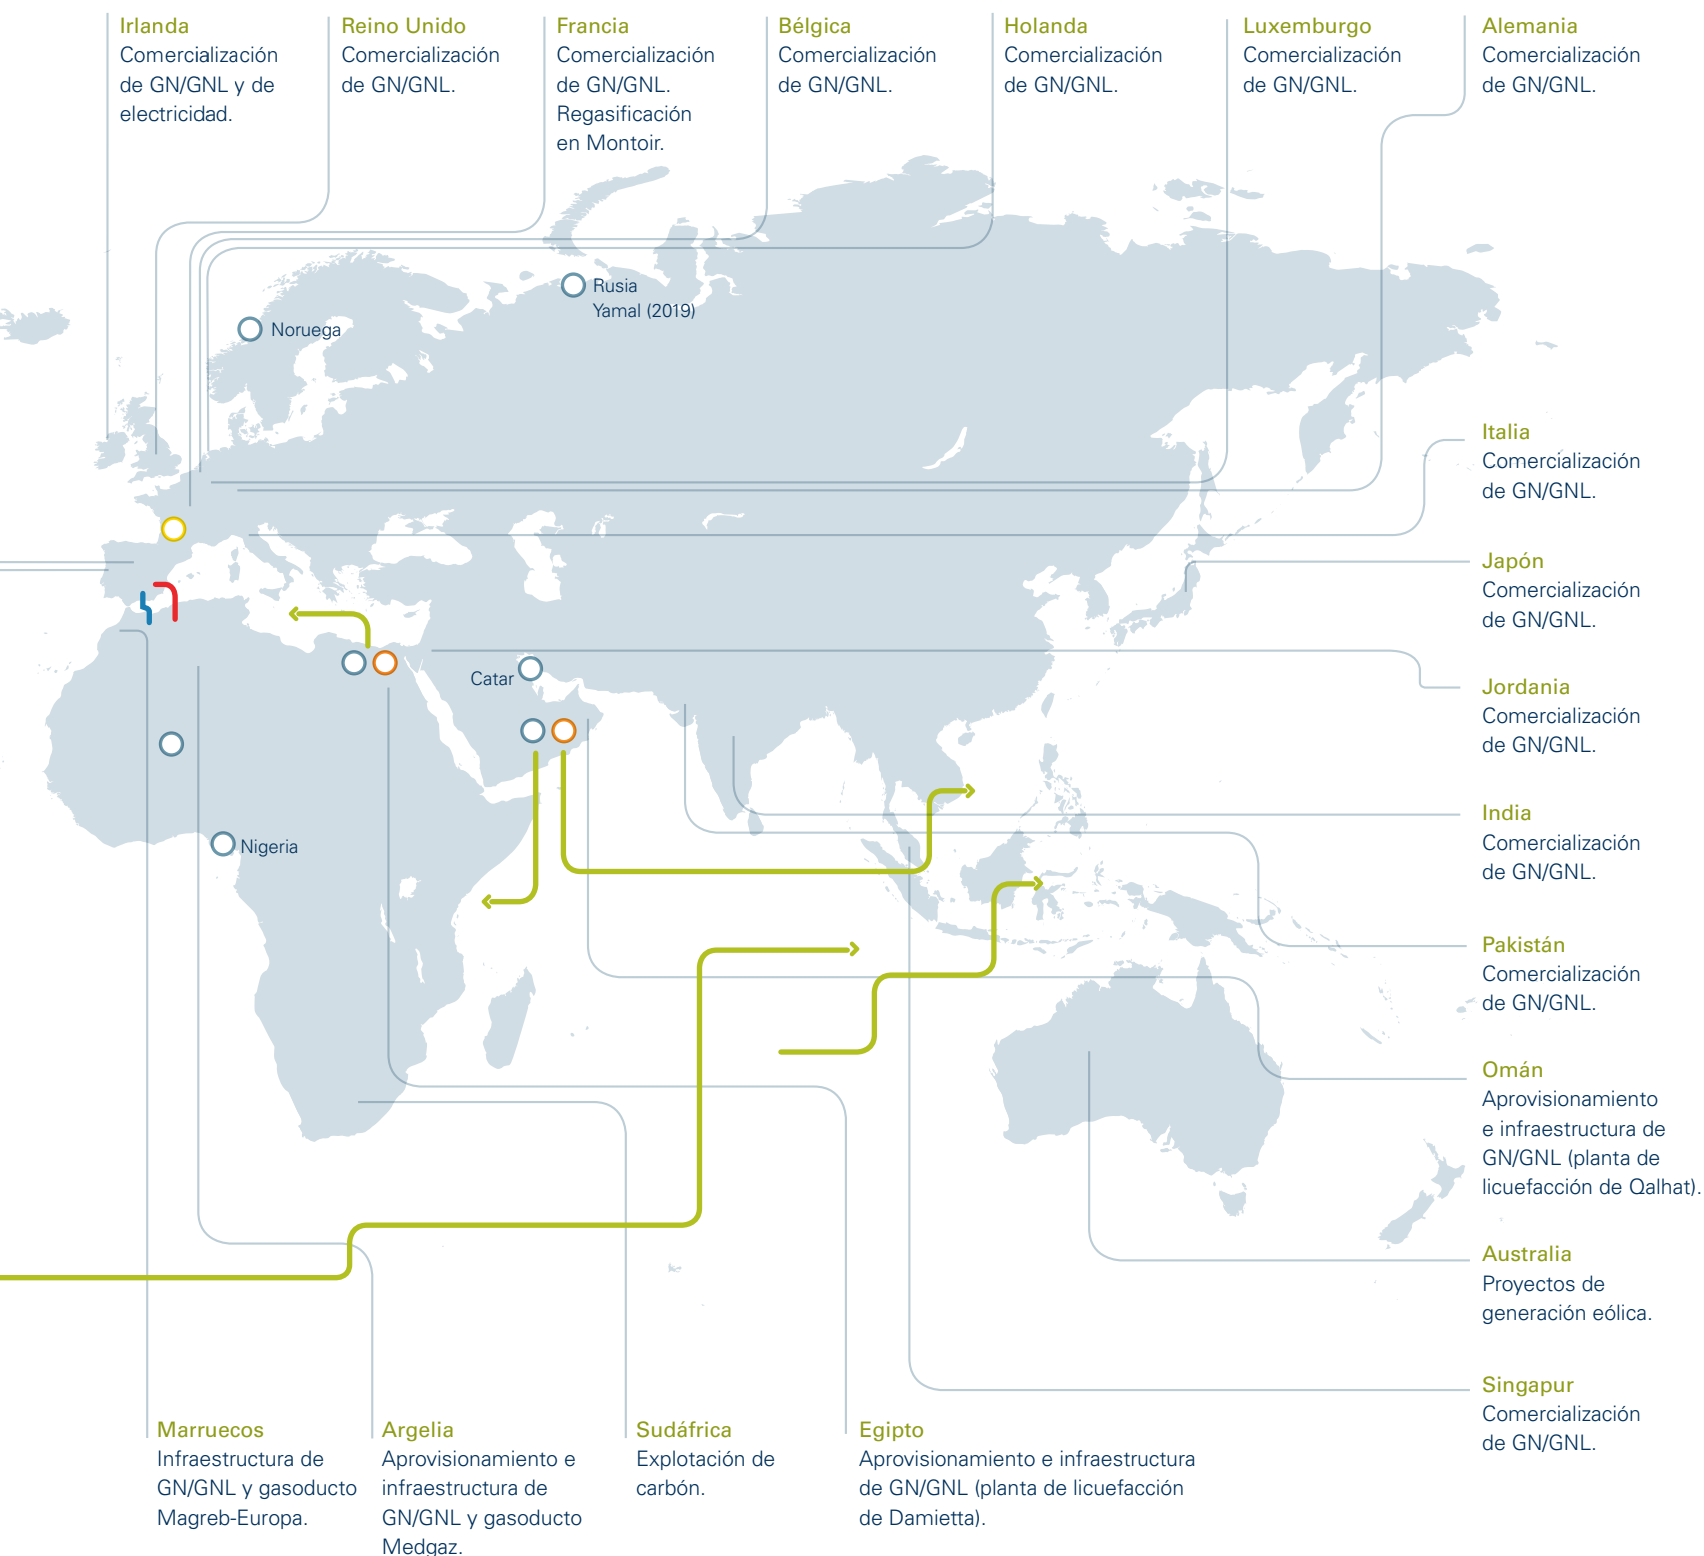 Irlanda
Comercialización
de GN/GNL y de
electricidad.
Reino Unido
Comercialización
de GN/GNL.
Francia
Comercialización
de GN/GNL.
Regasificación
en Montoir.
Bélgica
Comercialización
de GN/GNL.
Holanda
Comercialización
de GN/GNL.
Luxemburgo
Comercialización
de GN/GNL.
Alemania
Comercialización
de GN/GNL.
Rusia
Yamal (2019)
Noruega
Italia
Comercialización
de GN/GNL.
Japón
Comercialización
de GN/GNL.
Catar
Jordania
Comercialización
de GN/GNL.
Nigeria
India
Comercialización
de GN/GNL.
Pakistán
Comercialización
de GN/GNL.
Omán
Aprovisionamiento
e infraestructura de
GN/GNL (planta de
licuefacción de Qalhat).
Australia
Proyectos de
generación eólica.
Singapur
Comercialización
de GN/GNL.
Marruecos
Infraestructura de
GN/GNL y gasoducto
Magreb-Europa.
Argelia
Aprovisionamiento e
infraestructura de
GN/GNL y gasoducto
Medgaz.
Sudáfrica
Explotación de
carbón.
Egipto
Aprovisionamiento e infraestructura
de GN/GNL (planta de licuefacción
de Damietta).